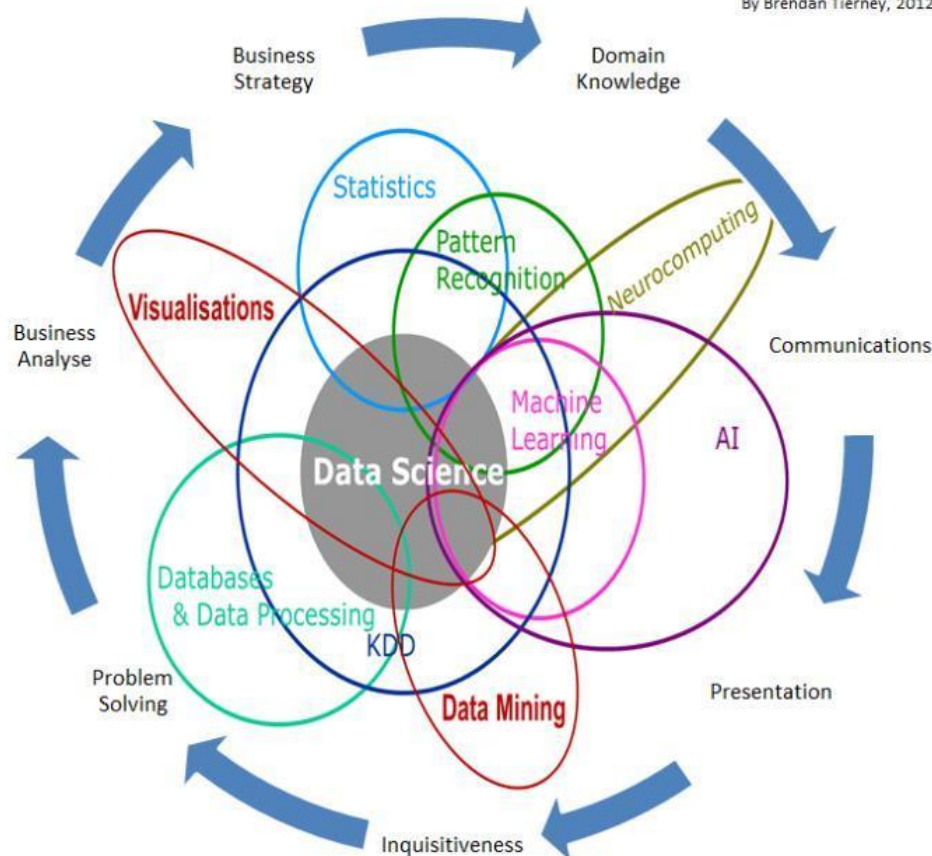 By Brendan Tierney, 2012
Business
Strategy
Domain
Knowledge
Statistics
Pattern
Recognition
Neurocomputing
Visualisations
Business
Analyse
Communications
Machine
Learning
AI
Data Science
Databases
& Data Processing
KDD
Problem
Solving
Data Mining
Presentation
Inquisitiveness